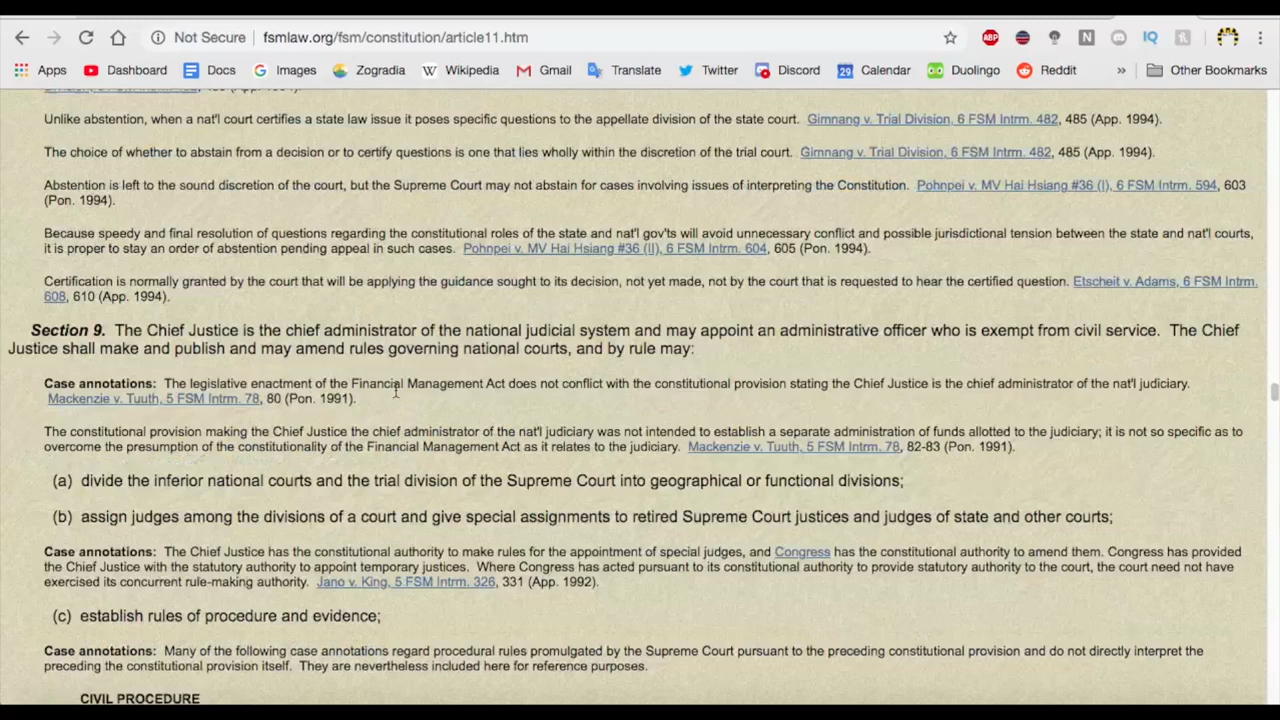 Not Secure fsmlaw.org/fsm/constitution/article11.htm ABP N IQ
Apps Dashboard Docs Images Zogradia W Wikipedia Gmail Translate Twitter Discord 29 Calendar Duolingo Reddit » Other Bookmarks
Unlike abstention, when a nat'l court certifies a state law issue it poses specific questions to the appellate division of the state court. Gimnang v. Trial Division, 6 FSM Intrm. 482, 485 (App. 1994).
The choice of whether to abstain from a decision or to certify questions is one that lies wholly within the discretion of the trial court. Gimnang v. Trial Division, 6 FSM Intrm. 482, 485 (App. 1994).
Abstention is left to the sound discretion of the court, but the Supreme Court may not abstain for cases involving issues of interpreting the Constitution. Pohnpei v. MV Hai Hsiang #36 (I), 6 FSM Intrm. 594, 603
(Pon. 1994).
Because speedy and final resolution of questions regarding the constitutional roles of the state and nat'l gov'ts will avoid unnecessary conflict and possible jurisdictional tension between the state and nat'l courts,
it is proper to stay an order of abstention pending appeal in such cases. Pohnpei v. MV Hai Hsiang #36 (II), 6 FSM Intrm. 604, 605 (Pon. 1994).
Certification is normally granted by the court that will be applying the guidance sought to its decision, not yet made, not by the court that is requested to hear the certified question. Etscheit v. Adams, 6 FSM Intrm.
608, 610 (App. 1994).
Section 9. The Chief Justice is the chief administrator of the national judicial system and may appoint an administrative officer who is exempt from civil service. The Chief
Justice shall make and publish and may amend rules governing national courts, and by rule may:
Case annotations: The legislative enactment of the Financial Management Act does not conflict with the constitutional provision stating the Chief Justice is the chief administrator of the nat'l judiciary.
Mackenzie v. Tuuth, 5 FSM Intrm. 78, 80 (Pon. 1991).
The constitutional provision making the Chief Justice the chief administrator of the nat'l judiciary was not intended to establish a separate administration of funds allotted to the judiciary; it is not so specific as to
overcome the presumption of the constitutionality of the Financial Management Act as it relates to the judiciary. Mackenzie v. Tuuth, 5 FSM Intrm. 78, 82-83 (Pon. 1991).
(a) divide the inferior national courts and the trial division of the Supreme Court into geographical or functional divisions;
(b) assign judges among the divisions of a court and give special assignments to retired Supreme Court justices and judges of state and other courts;
Case annotations: The Chief Justice has the constitutional authority to make rules for the appointment of special judges, and Congress has the constitutional authority to amend them. Congress has provided
the Chief Justice with the statutory authority to appoint temporary justices. Where Congress has acted pursuant to its constitutional authority to provide statutory authority to the court, the court need not have
exercised its concurrent rule-making authority. Jano v. King, 5 FSM Intrm. 326, 331 (App. 1992).
(c) establish rules of procedure and evidence;
Case annotations: Many of the following case annotations regard procedural rules promulgated by the Supreme Court pursuant to the preceding constitutional provision and do not directly interpret the
preceding the constitutional provision itself. They are nevertheless included here for reference purposes.
CIVIL PROCEDURE